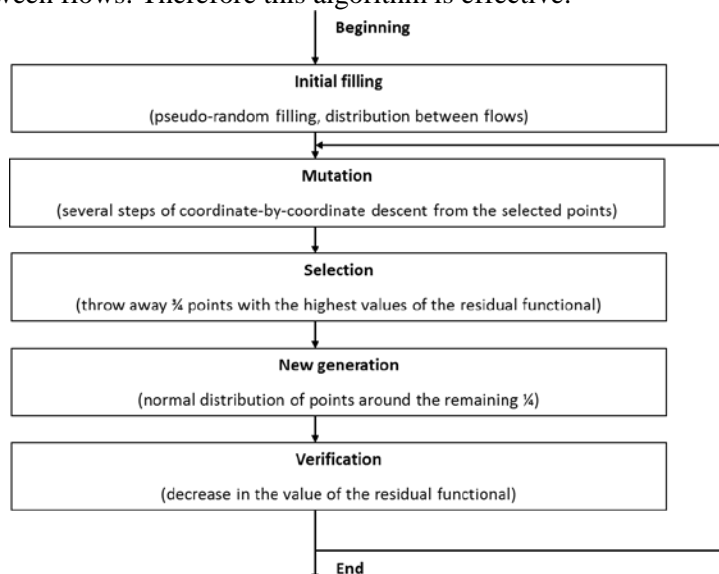 ween flows. Therefore this algorithm is effective.
Beginning
Initial filling
(pseudo-random filling, distribution between flows)
Mutation
(several steps of coordinate-by-coordinate descent from the selected points)
Selection
(throw away ¾ points with the highest values of the residual functional)
New generation
(normal distribution of points around the remaining ¼)
Verification
(decrease in the value of the residual functional)
End